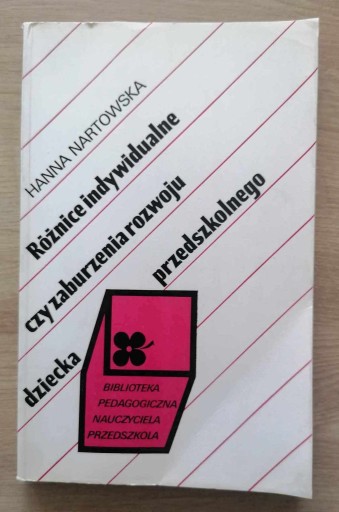 HANNA NARTOWSKA
Różnice indywidualne
czy zaburzenia rozwoju
dziecka przedszkolnego
BIBLIOTEKA
PEDAGOGICZNA
NAUCZYCIELA
PRZEDSZKOLA